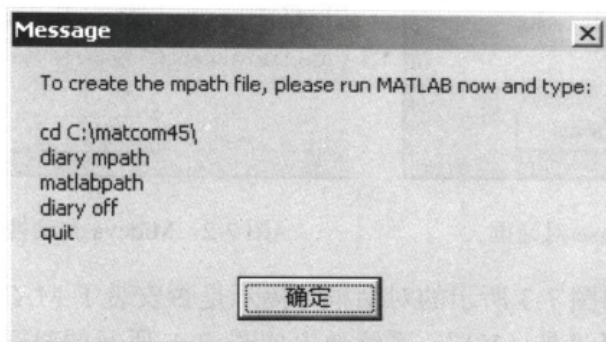 Message
To create the mpath file, please run MATLAB now and type:
cd C:\matcom45\
diary mpath
matlabpath
diary off
quit
确定